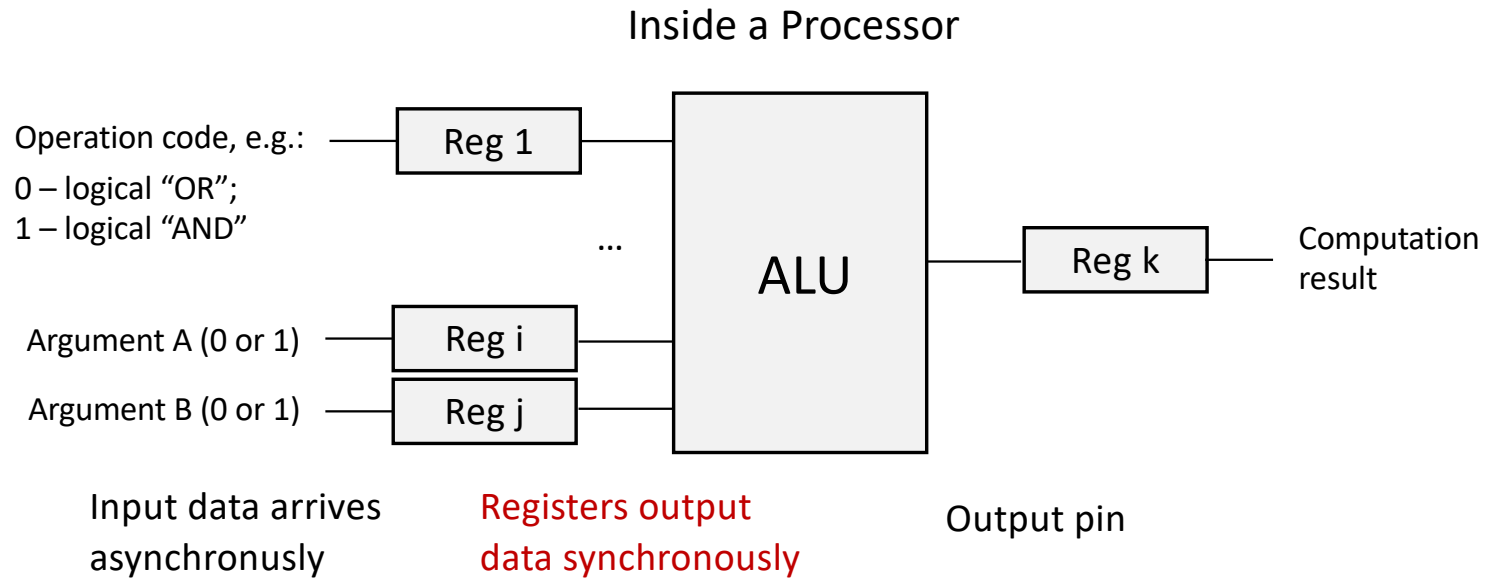 Inside a Processor
Operation code, e.g.:
0 – logical “OR”;
1 – logical “AND”
Reg 1
...
ALU
Reg k
Computation
result
Argument A (0 or 1)
Reg i
Argument B (0 or 1)
Reg j
Input data arrives
asynchronusly
Registers output
data synchronously
Output pin